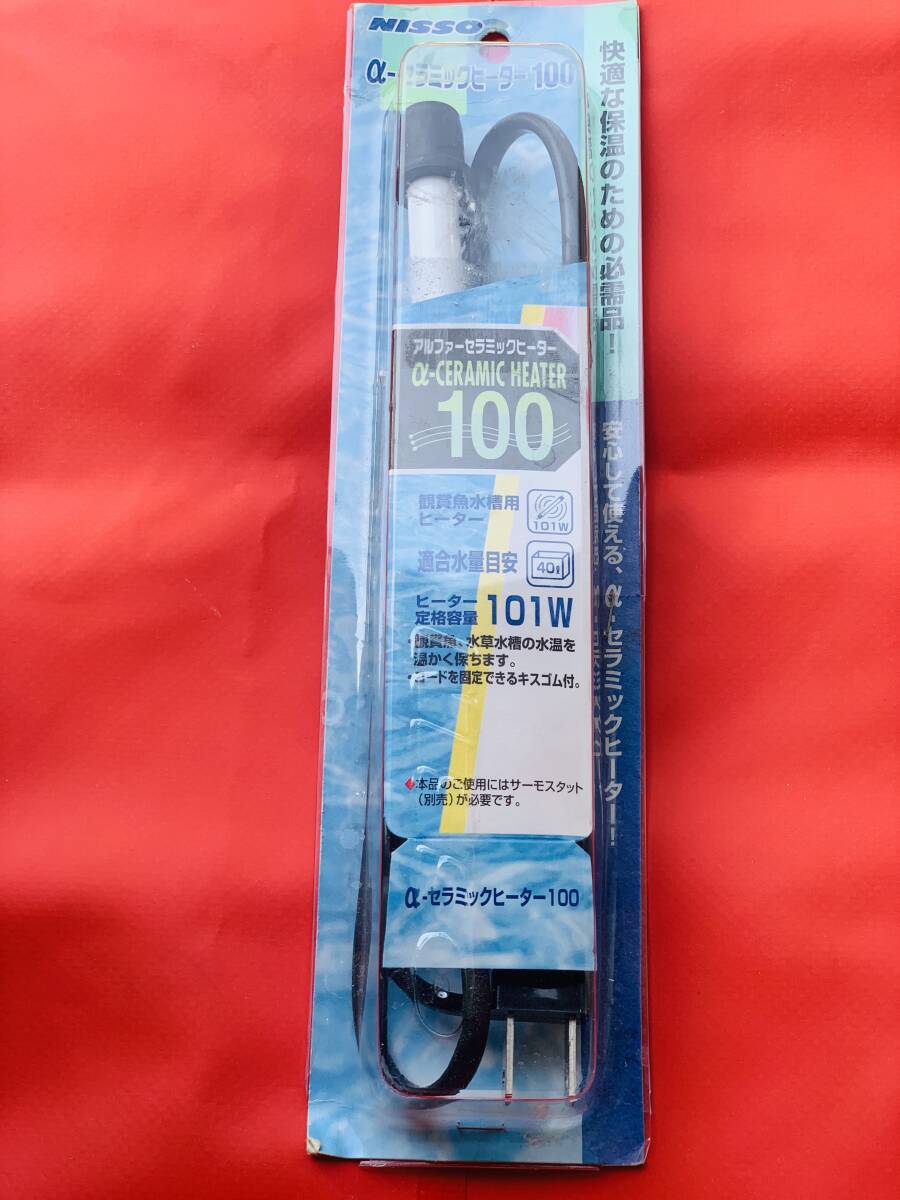 NISSO
α-セラミックヒーター100
快適な保温のための必需品！
安心して使える、α-セラミックヒーター!!
アルファーセラミックヒーター
α-CERAMIC HEATER
100
観賞魚水槽用
ヒーター
101W
適合水量目安
40ℓ
ヒーター
定格容量 101W
・観賞魚、水草水槽の水温を
温かく保ちます。
・コードを固定できるキスゴム付。
◆本品のご使用にはサーモスタット
（別売）が必要です。
α-セラミックヒーター100